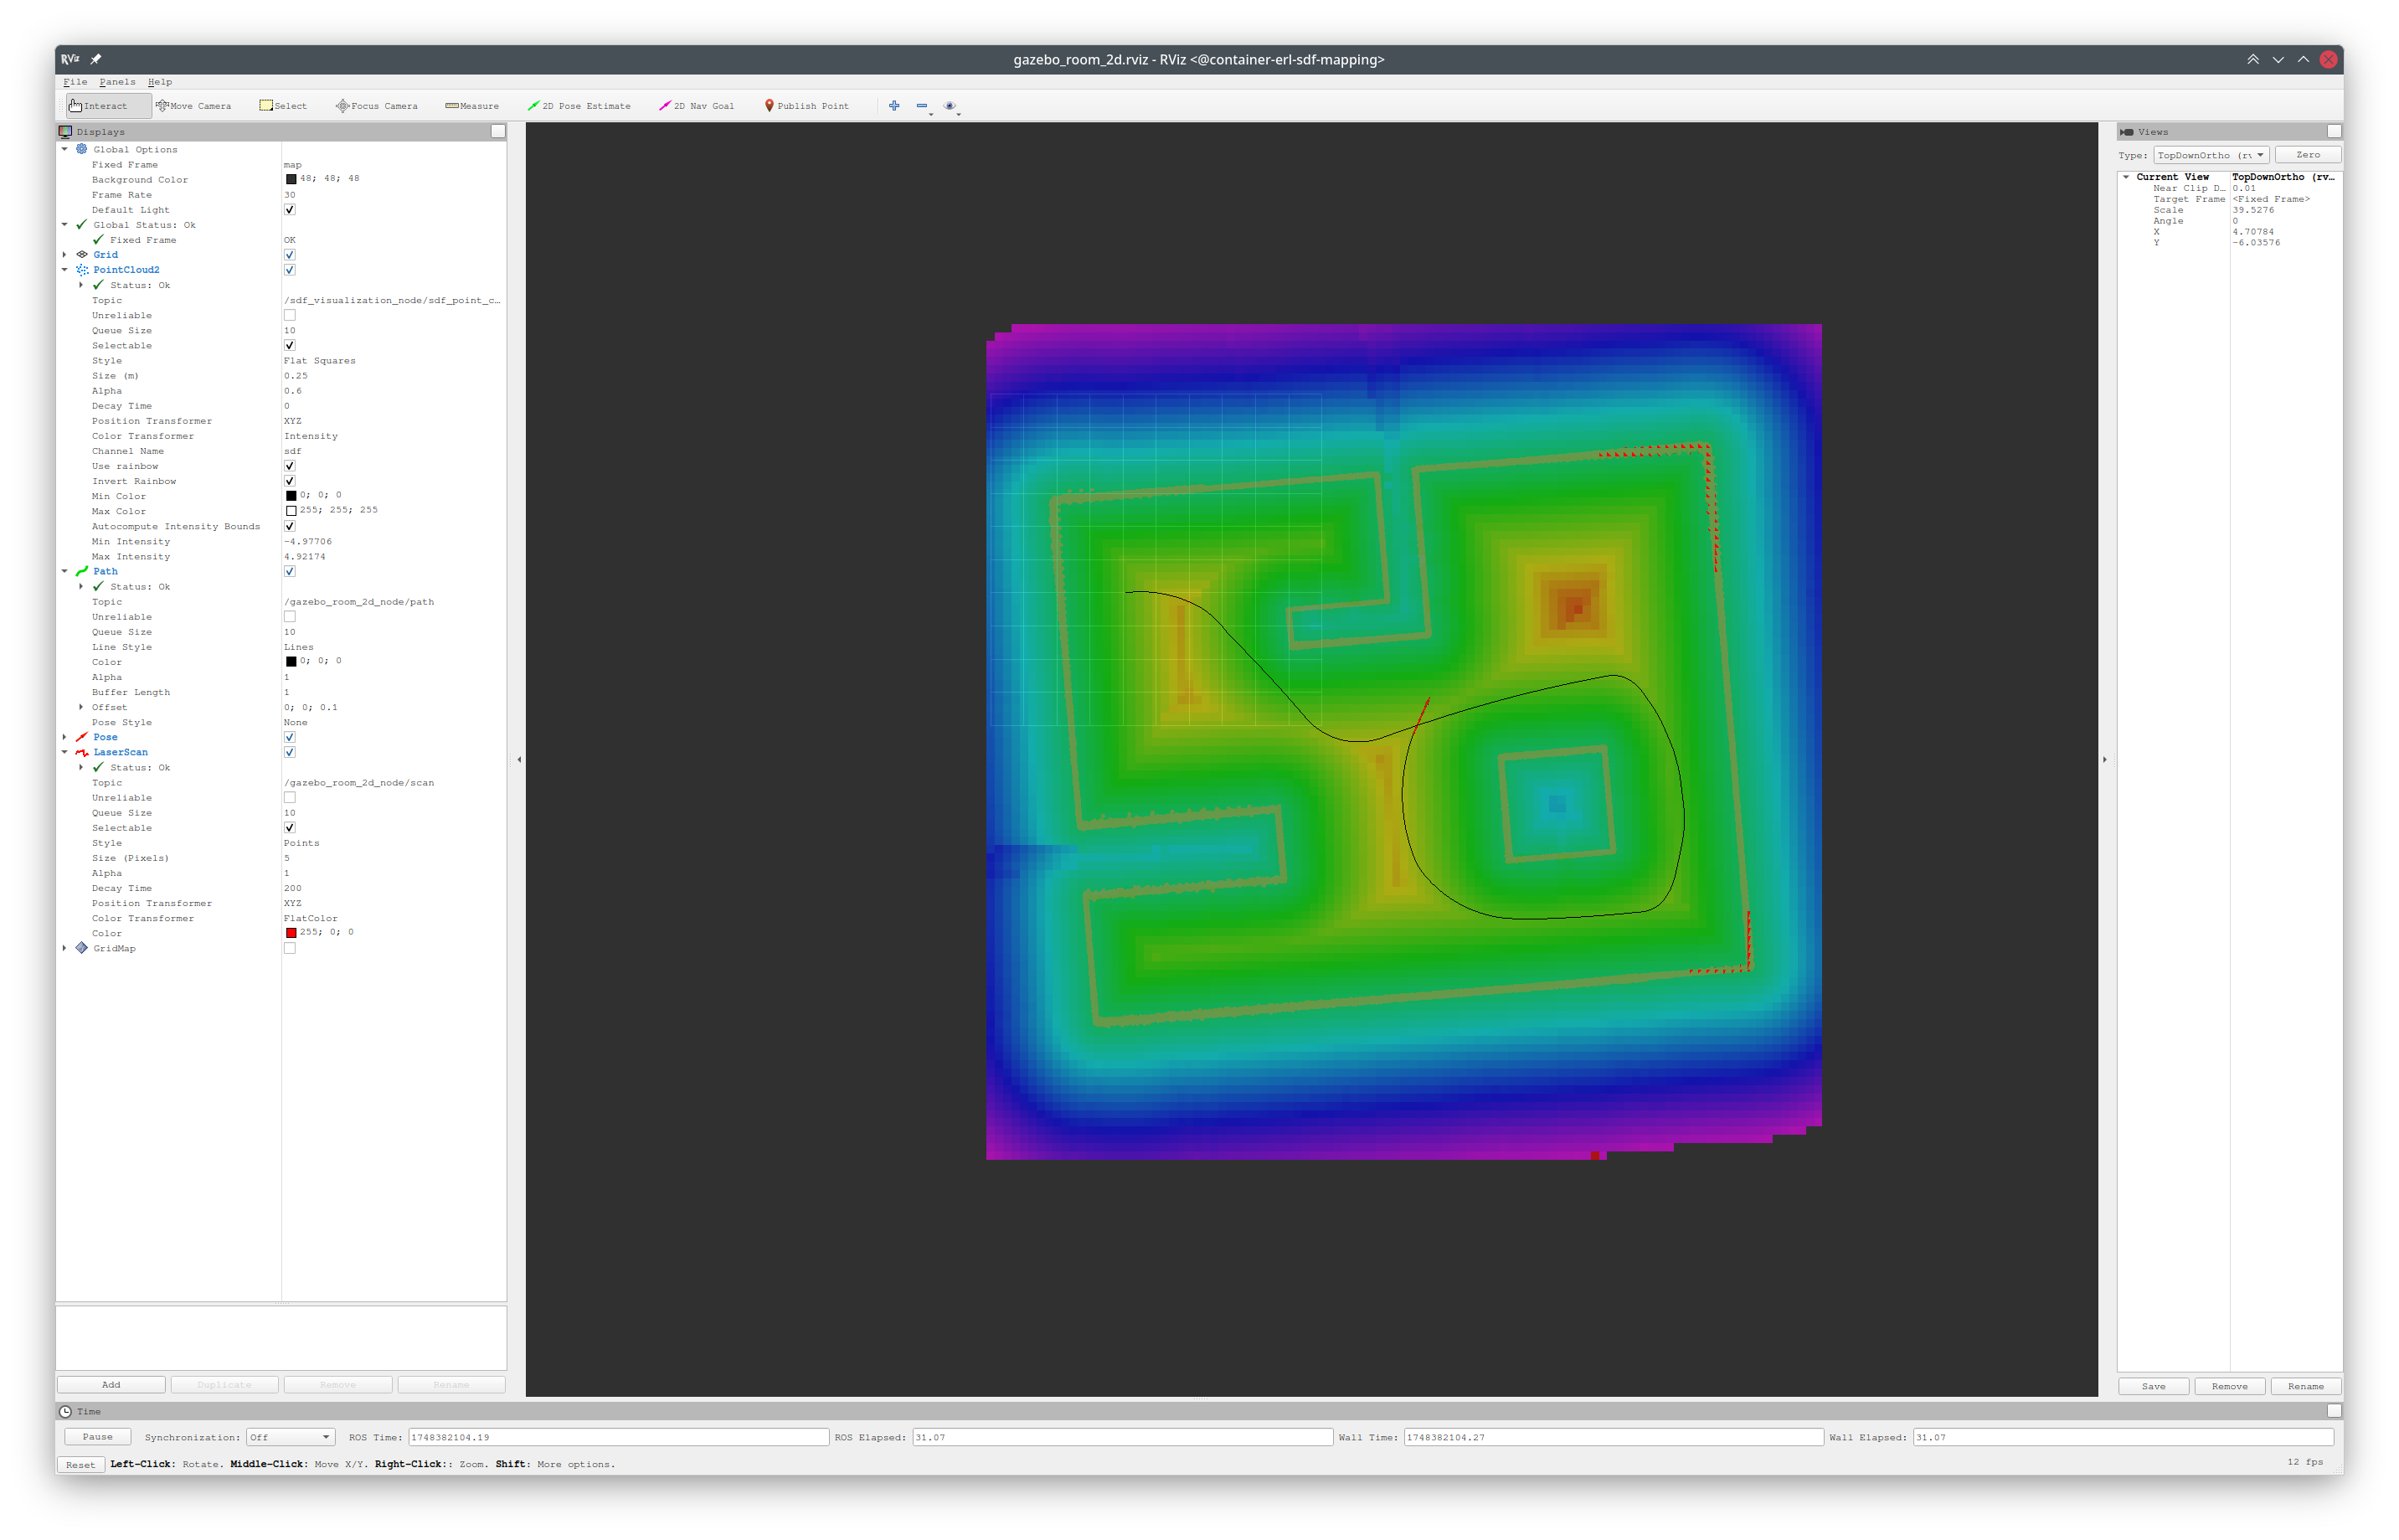 RViz gazebo_room_2d.rviz - RViz <@container-erl-sdf-mapping>
File Panels Help
Interact Move Camera Select Focus Camera Measure 2D Pose Estimate 2D Nav Goal Publish Point
Displays
Global Options
Fixed Frame map
Background Color 48; 48; 48
Frame Rate 30
Default Light
Global Status: Ok
Fixed Frame OK
Grid
PointCloud2
Status: Ok
Topic /sdf_visualization_node/sdf_point_c…
Unreliable
Queue Size 10
Selectable
Style Flat Squares
Size (m) 0.25
Alpha 0.6
Decay Time 0
Position Transformer XYZ
Color Transformer Intensity
Channel Name sdf
Use rainbow
Invert Rainbow
Min Color 0; 0; 0
Max Color 255; 255; 255
Autocompute Intensity Bounds
Min Intensity -4.97706
Max Intensity 4.92174
Path
Status: Ok
Topic /gazebo_room_2d_node/path
Unreliable
Queue Size 10
Line Style Lines
Color 0; 0; 0
Alpha 1
Buffer Length 1
Offset 0; 0; 0.1
Pose Style None
Pose
LaserScan
Status: Ok
Topic /gazebo_room_2d_node/scan
Unreliable
Queue Size 10
Selectable
Style Points
Size (Pixels) 5
Alpha 1
Decay Time 200
Position Transformer XYZ
Color Transformer FlatColor
Color 255; 0; 0
GridMap
Add Duplicate Remove Rename
Views
Type: TopDownOrtho (rv Zero
Current View TopDownOrtho (rv…
Near Clip D… 0.01
Target Frame <Fixed Frame>
Scale 39.5276
Angle 0
X 4.70784
Y -6.03576
Save Remove Rename
Time
Pause Synchronization: Off ROS Time: 1748382104.19 ROS Elapsed: 31.07 Wall Time: 1748382104.27 Wall Elapsed: 31.07
Reset Left-Click: Rotate. Middle-Click: Move X/Y. Right-Click:: Zoom. Shift: More options. 12 fps